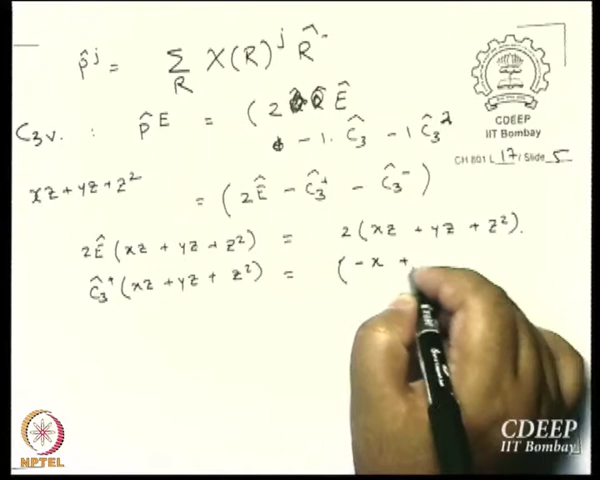 P̂ʲ = Σ_R χ(R)ʲ R̂
C₃ᵥ : P̂ᴱ = (2 Ê
- 1. Ĉ₃ - 1 Ĉ₃²
xz + yz + z²
= (2Ê - Ĉ₃⁺ - Ĉ₃⁻)
2Ê (xz + yz + z²) = 2(xz + yz + z²).
Ĉ₃⁺ (xz + yz + z²) = (-x +
CDEEP
IIT Bombay
CH 801 L 17 / Slide 5
NPTEL
CDEEP
IIT Bombay